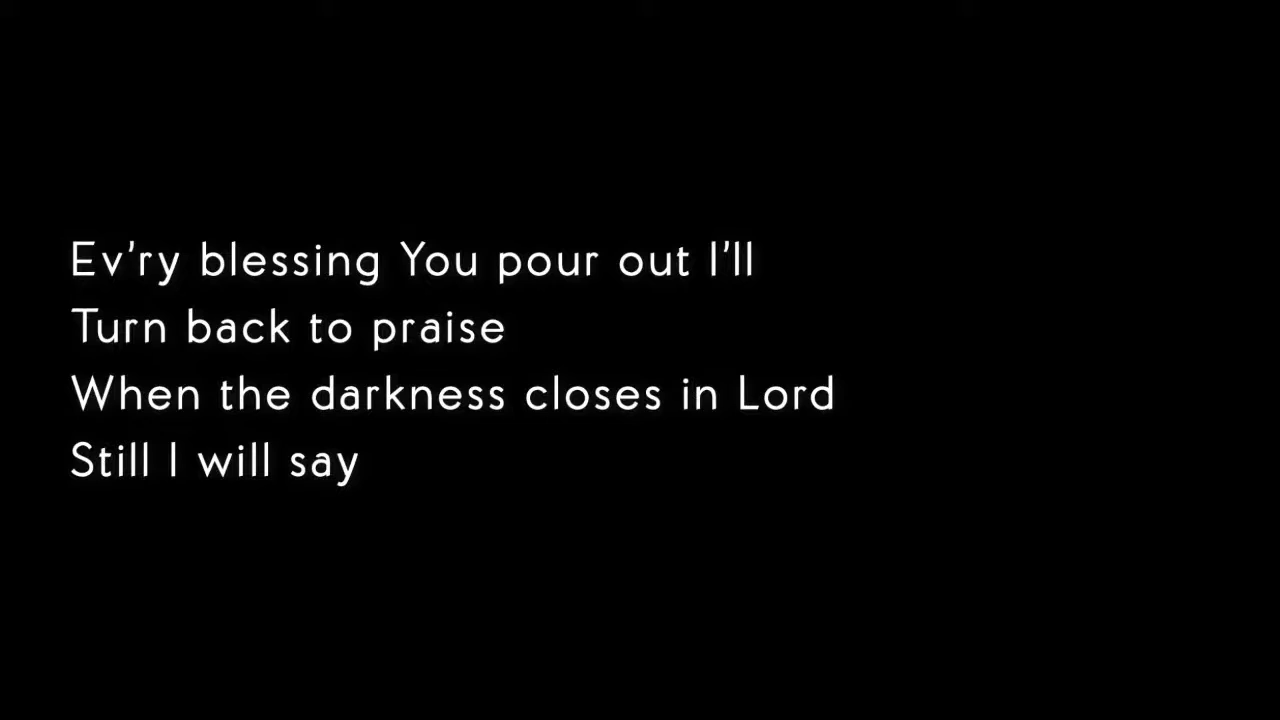 Ev'ry blessing You pour out I'll
Turn back to praise
When the darkness closes in Lord
Still I will say